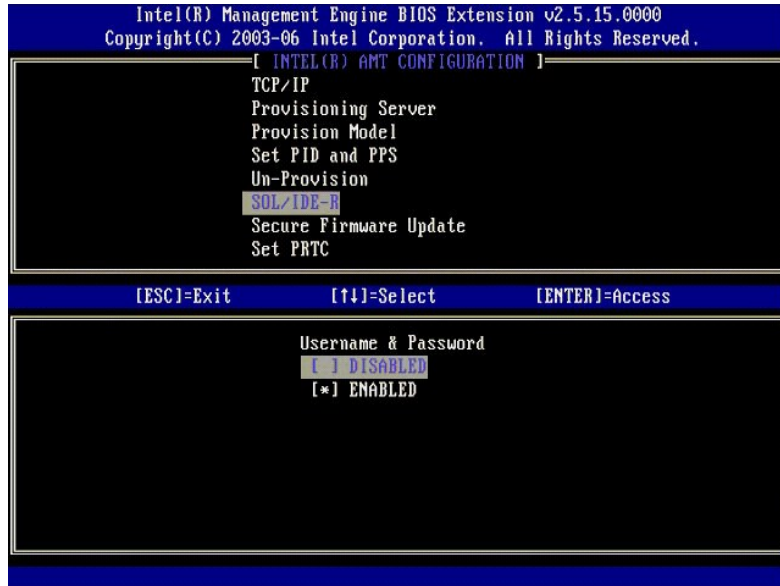 Intel(R) Management Engine BIOS Extension v2.5.15.0000
Copyright(C) 2003-06 Intel Corporation. All Rights Reserved.
[ INTEL(R) AMT CONFIGURATION ]
TCP/IP
Provisioning Server
Provision Model
Set PID and PPS
Un-Provision
SOL/IDE-R
Secure Firmware Update
Set PRTC
[ESC]=Exit [↑↓]=Select [ENTER]=Access
Username & Password
[ ] DISABLED
[*] ENABLED